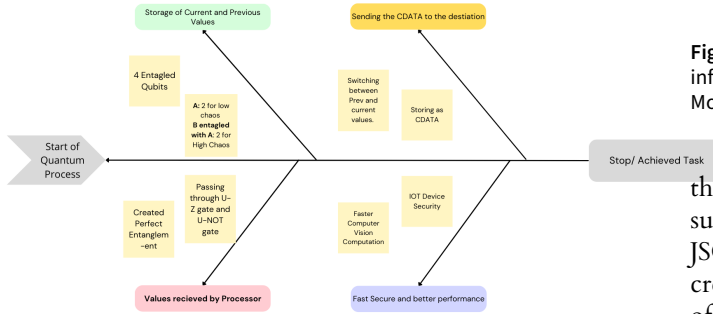 Storage of Current and Previous
Values
Sending the CDATA to the destiation
4 Entagled
Qubits
A: 2 for low
chaos
B entagled
with A: 2 for
High Chaos
Switching
between
Prev and
current
values.
Storing as
CDATA
Start of
Quantum
Process
Stop/ Achieved Task
Created
Perfect
Entanglem
-ent
Passing
through U-
Z gate and
U-NOT
gate
Faster
Computer
Vision
Computation
IOT Device
Security
Values recieved by Processor
Fast Secure and better performance
Fig
inf
Mo
th
su
JSO
cre